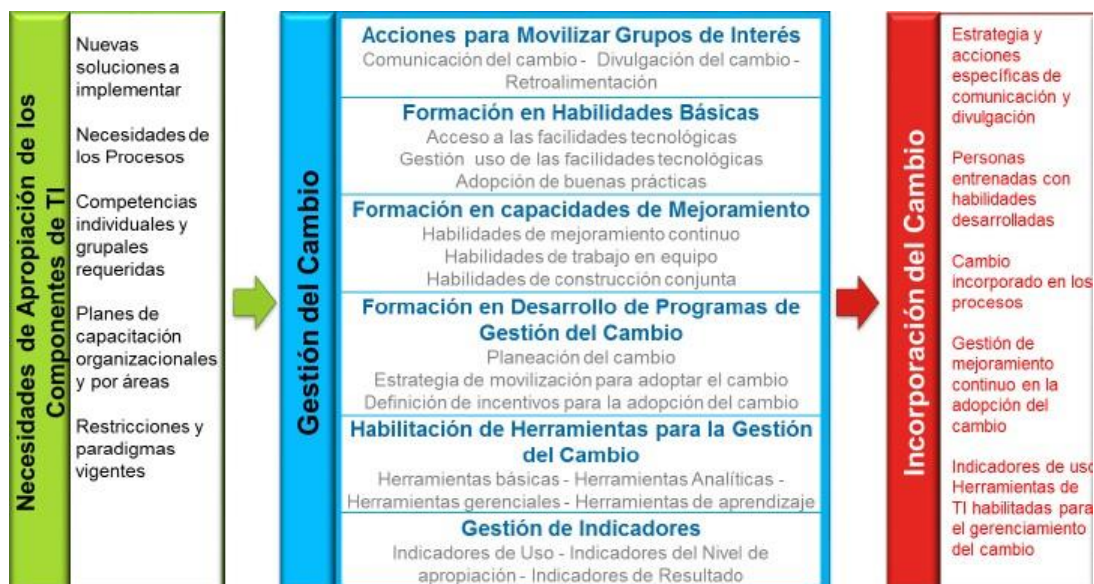 Necesidades de Apropiación de los
Componentes de TI
Nuevas
soluciones a
implementar
Necesidades de
los Procesos
Competencias
individuales y
grupales
requeridas
Planes de
capacitación
organizacionales
y por áreas
Restricciones y
paradigmas
vigentes
Gestión del Cambio
Acciones para Movilizar Grupos de Interés
Comunicación del cambio - Divulgación del cambio -
Retroalimentación
Formación en Habilidades Básicas
Acceso a las facilidades tecnológicas
Gestión uso de las facilidades tecnológicas
Adopción de buenas prácticas
Formación en capacidades de Mejoramiento
Habilidades de mejoramiento continuo
Habilidades de trabajo en equipo
Habilidades de construcción conjunta
Formación en Desarrollo de Programas de
Gestión del Cambio
Planeación del cambio
Estrategia de movilización para adoptar el cambio
Definición de incentivos para la adopción del cambio
Habilitación de Herramientas para la Gestión
del Cambio
Herramientas básicas - Herramientas Analíticas -
Herramientas gerenciales - Herramientas de aprendizaje
Gestión de Indicadores
Indicadores de Uso - Indicadores del Nivel de
apropiación - Indicadores de Resultado
Incorporación del Cambio
Estrategia y
acciones
específicas de
comunicación y
divulgación
Personas
entrenadas con
habilidades
desarrolladas
Cambio
incorporado en los
procesos
Gestión de
mejoramiento
continuo en la
adopción del
cambio
Indicadores de uso
Herramientas de
TI habilitadas para
el gerenciamiento
del cambio